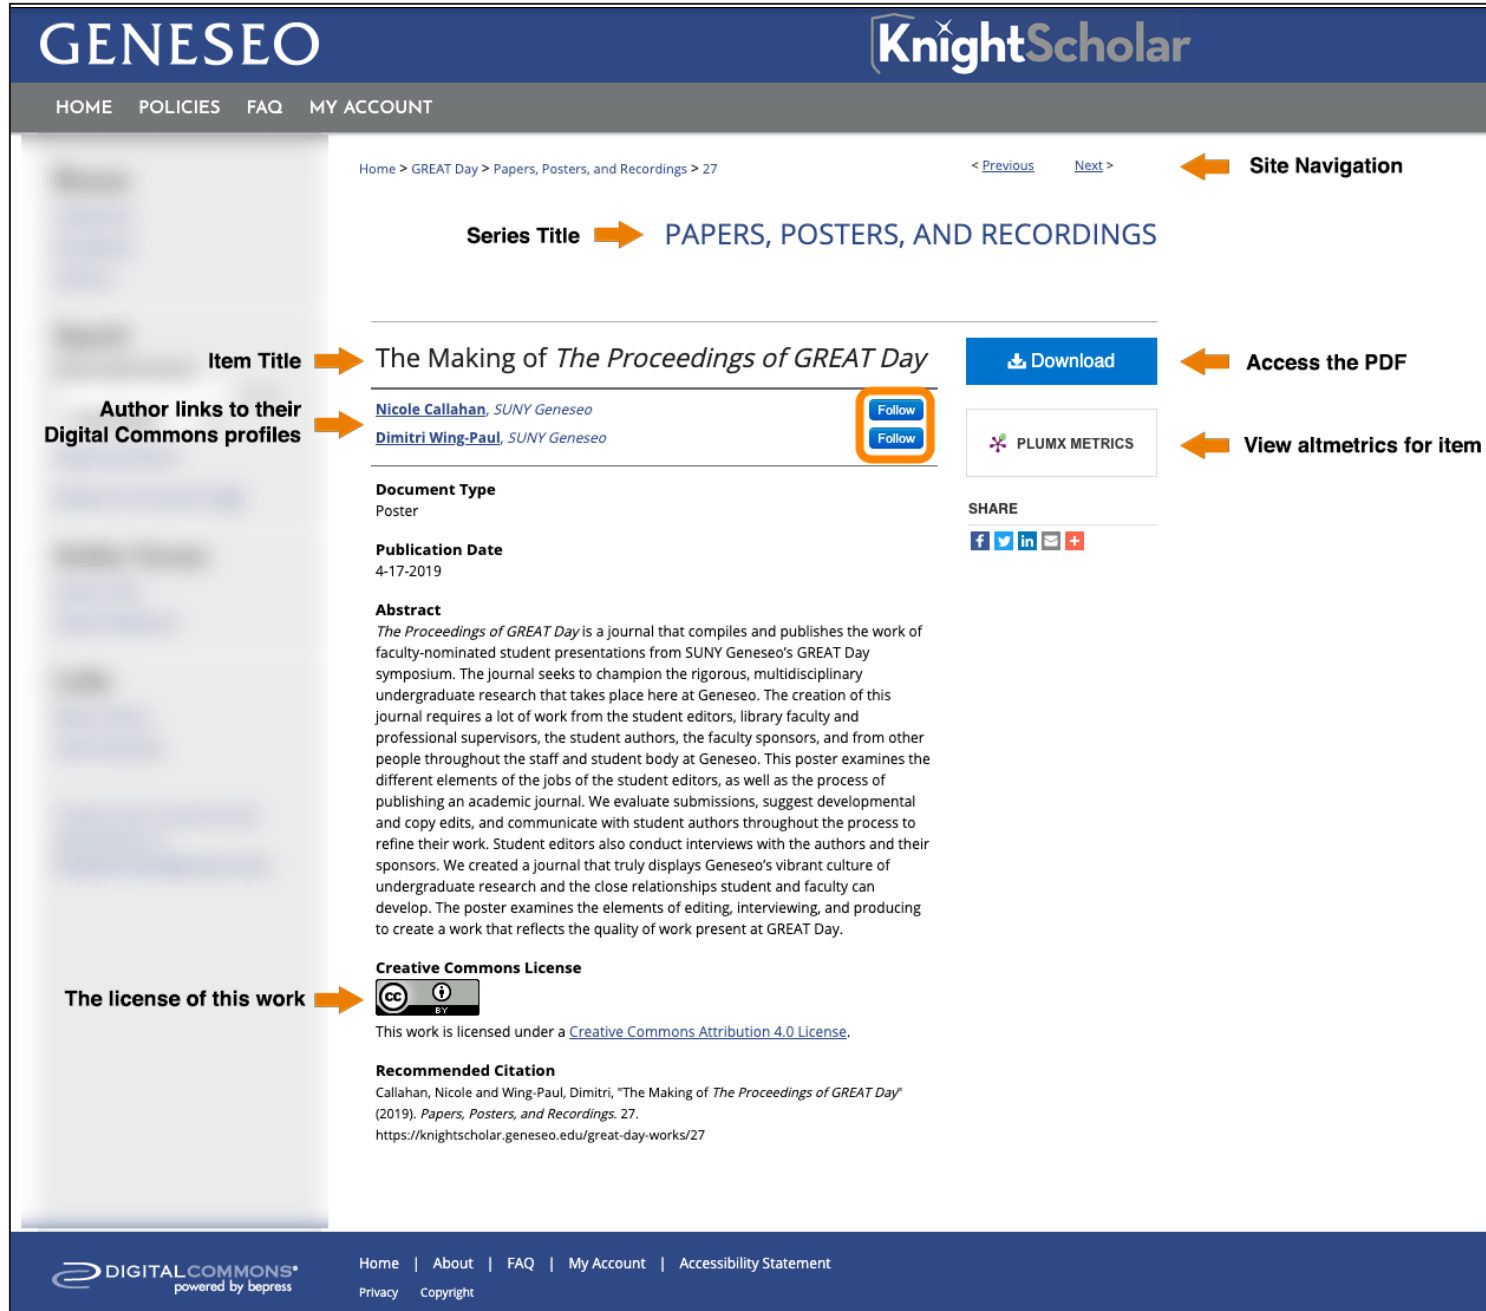 GENESEO
KnightScholar
HOME POLICIES FAQ MY ACCOUNT
Home > GREAT Day > Papers, Posters, and Recordings > 27
< Previous Next >
Site Navigation
Series Title
PAPERS, POSTERS, AND RECORDINGS
Item Title
The Making of The Proceedings of GREAT Day
Download
Access the PDF
Author links to their
Digital Commons profiles
Nicole Callahan, SUNY Geneseo
Follow
Dimitri Wing-Paul, SUNY Geneseo
Follow
PLUMX METRICS
View altmetrics for item
SHARE
Document Type
Poster
Publication Date
4-17-2019
Abstract
The Proceedings of GREAT Day is a journal that compiles and publishes the work of
faculty-nominated student presentations from SUNY Geneseo's GREAT Day
symposium. The journal seeks to champion the rigorous, multidisciplinary
undergraduate research that takes place here at Geneseo. The creation of this
journal requires a lot of work from the student editors, library faculty and
professional supervisors, the student authors, the faculty sponsors, and from other
people throughout the staff and student body at Geneseo. This poster examines the
different elements of the jobs of the student editors, as well as the process of
publishing an academic journal. We evaluate submissions, suggest developmental
and copy edits, and communicate with student authors throughout the process to
refine their work. Student editors also conduct interviews with the authors and their
sponsors. We created a journal that truly displays Geneseo's vibrant culture of
undergraduate research and the close relationships student and faculty can
develop. The poster examines the elements of editing, interviewing, and producing
to create a work that reflects the quality of work present at GREAT Day.
Creative Commons License
The license of this work
cc
BY
This work is licensed under a Creative Commons Attribution 4.0 License.
Recommended Citation
Callahan, Nicole and Wing-Paul, Dimitri, "The Making of The Proceedings of GREAT Day"
(2019). Papers, Posters, and Recordings. 27.
https://knightscholar.geneseo.edu/great-day-works/27
DIGITALCOMMONS
powered by bepress
Home | About | FAQ | My Account | Accessibility Statement
Privacy Copyright